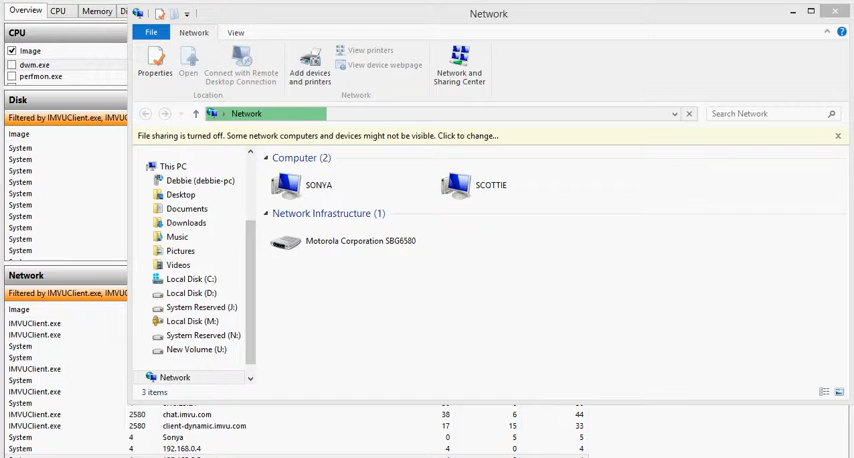 Overview CPU Memory Di
CPU
Image
dwm.exe
perfmon.exe
Disk
Filtered by IMVUClient.exe, IMVUC
Image
System
System
System
System
System
System
System
System
System
System
Network
Filtered by IMVUClient.exe, IMVUC
Image
IMVUClient.exe
IMVUClient.exe
IMVUClient.exe
System
System
IMVUClient.exe
System
IMVUClient.exe
IMVUClient.exe 2580 chat.imvu.com 38 6 44
IMVUClient.exe 2580 client-dynamic.imvu.com 17 15 33
System 4 Sonya 0 5 5
System 4 192.168.0.4 4 0 4
Network
File Network View
Properties
Open
Connect with Remote
Desktop Connection
Location
Add devices
and printers
View printers
View device webpage
Network
Network and
Sharing Center
Network
Search Network
File sharing is turned off. Some network computers and devices might not be visible. Click to change...
This PC
Debbie (debbie-pc)
Desktop
Documents
Downloads
Music
Pictures
Videos
Local Disk (C:)
Local Disk (D:)
System Reserved (J:)
Local Disk (M:)
System Reserved (N:)
New Volume (U:)
Network
Computer (2)
SONYA
SCOTTIE
Network Infrastructure (1)
Motorola Corporation SBG6580
3 items